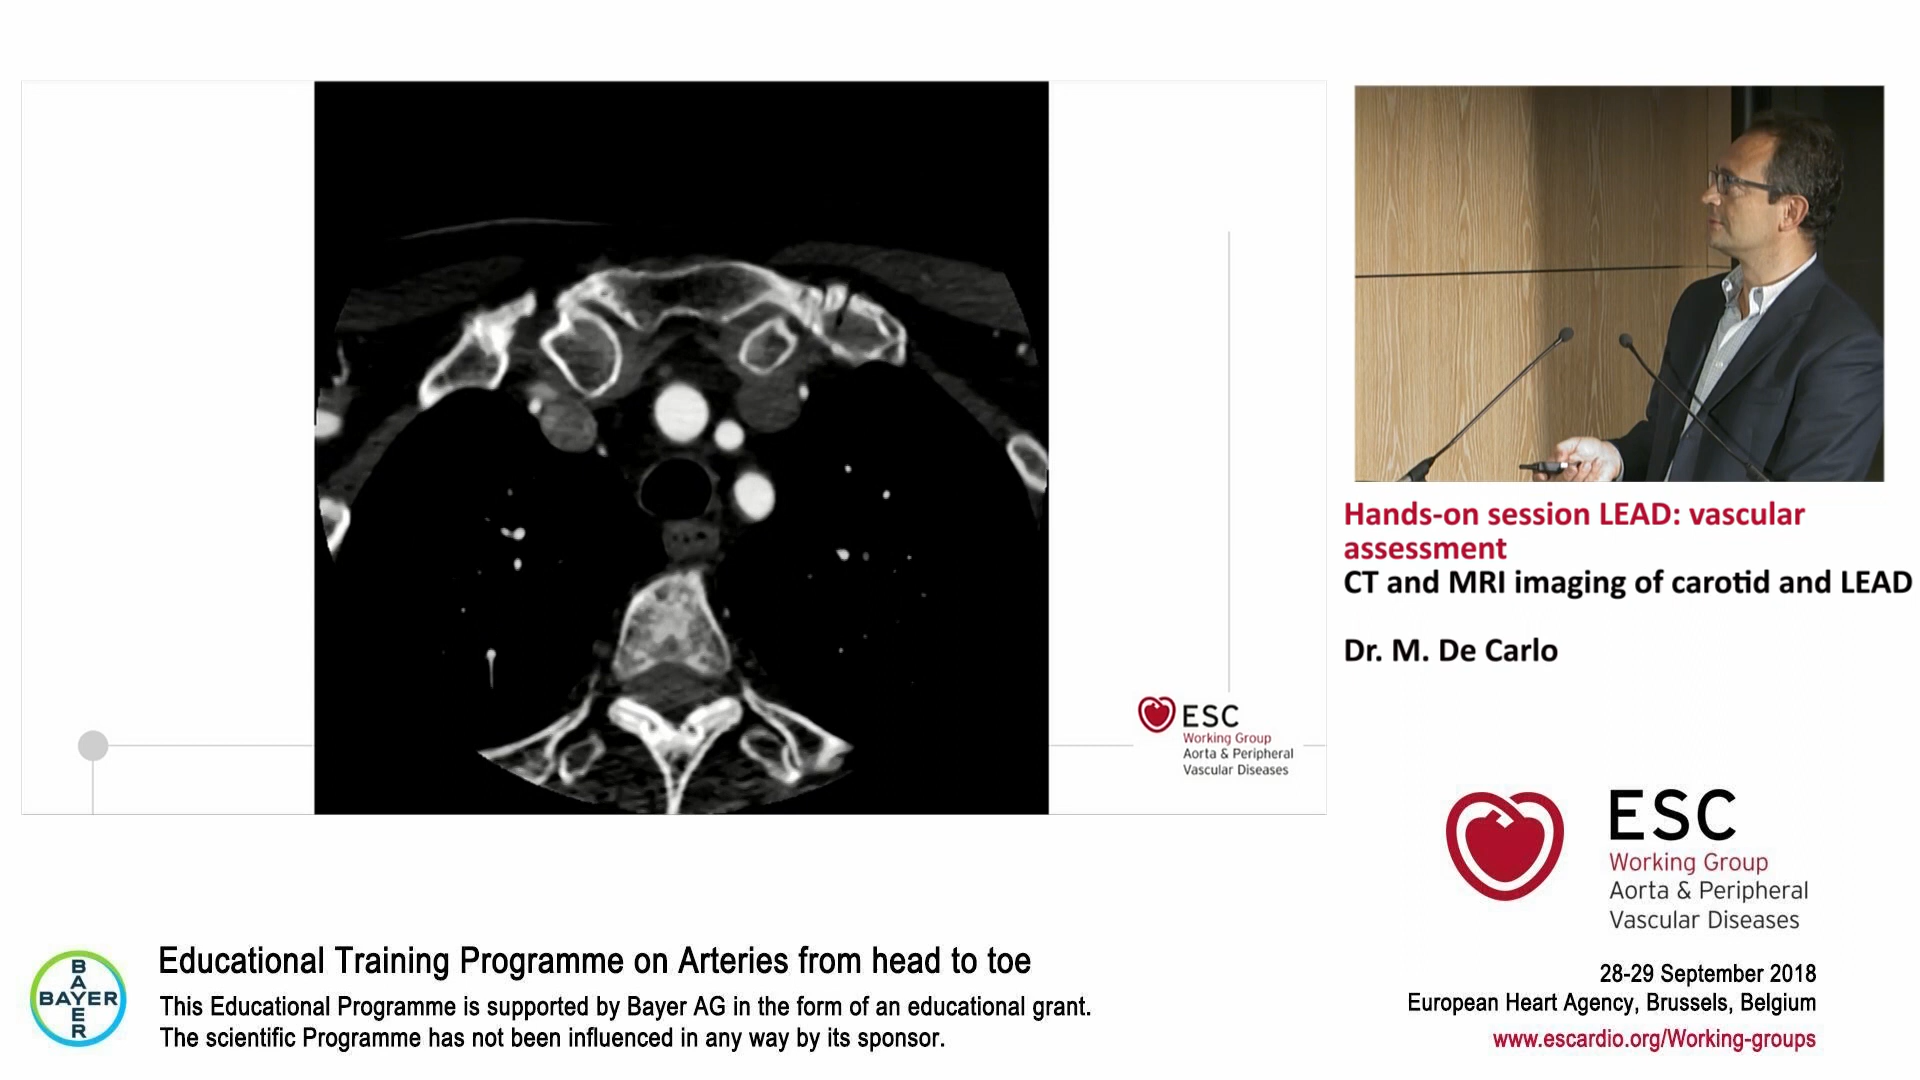 ESC
Working Group
Aorta & Peripheral
Vascular Diseases
Hands-on session LEAD: vascular
assessment
CT and MRI imaging of carotid and LEAD
Dr. M. De Carlo
ESC
Working Group
Aorta & Peripheral
Vascular Diseases
BAYER
BAYER
Educational Training Programme on Arteries from head to toe
This Educational Programme is supported by Bayer AG in the form of an educational grant.
The scientific Programme has not been influenced in any way by its sponsor.
28-29 September 2018
European Heart Agency, Brussels, Belgium
www.escardio.org/Working-groups